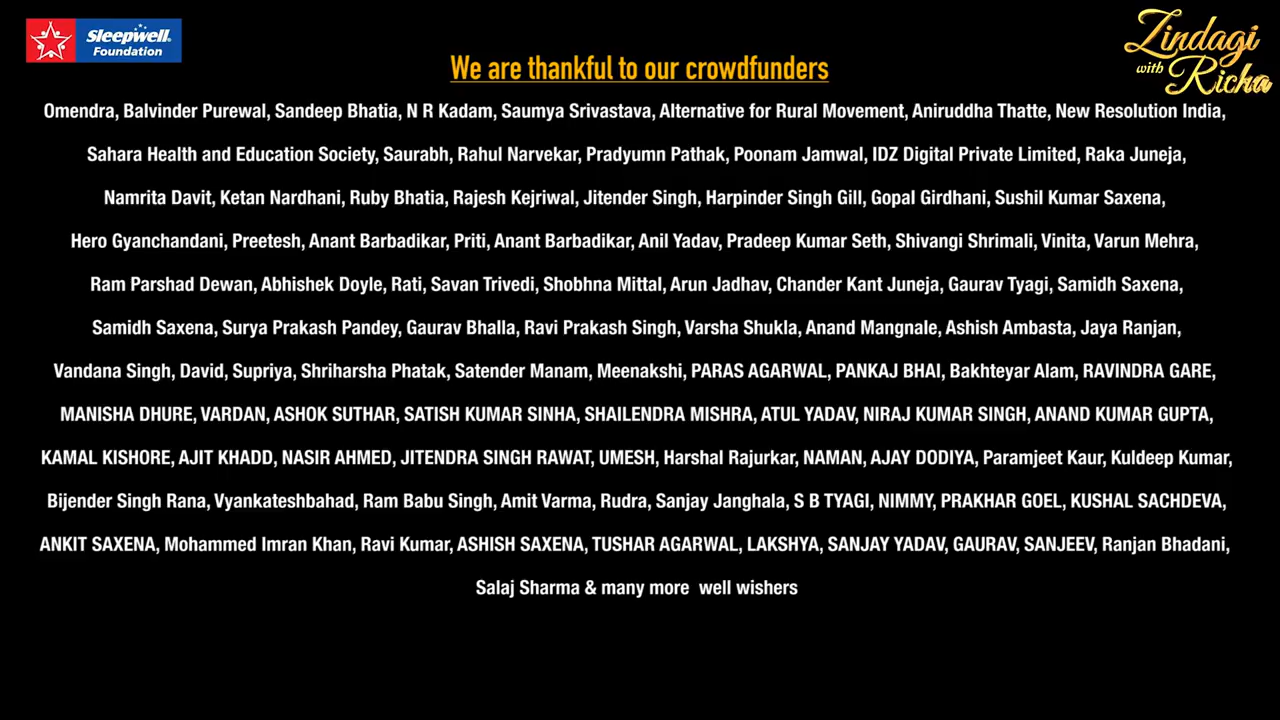 Sleepwell
Foundation
Zindagi
with
Richa
We are thankful to our crowdfunders
Omendra, Balvinder Purewal, Sandeep Bhatia, N R Kadam, Saumya Srivastava, Alternative for Rural Movement, Aniruddha Thatte, New Resolution India,
Sahara Health and Education Society, Saurabh, Rahul Narvekar, Pradyumn Pathak, Poonam Jamwal, IDZ Digital Private Limited, Raka Juneja,
Namrita Davit, Ketan Nardhani, Ruby Bhatia, Rajesh Kejriwal, Jitender Singh, Harpinder Singh Gill, Gopal Girdhani, Sushil Kumar Saxena,
Hero Gyanchandani, Preetesh, Anant Barbadikar, Priti, Anant Barbadikar, Anil Yadav, Pradeep Kumar Seth, Shivangi Shrimali, Vinita, Varun Mehra,
Ram Parshad Dewan, Abhishek Doyle, Rati, Savan Trivedi, Shobhna Mittal, Arun Jadhav, Chander Kant Juneja, Gaurav Tyagi, Samidh Saxena,
Samidh Saxena, Surya Prakash Pandey, Gaurav Bhalla, Ravi Prakash Singh, Varsha Shukla, Anand Mangnale, Ashish Ambasta, Jaya Ranjan,
Vandana Singh, David, Supriya, Shriharsha Phatak, Satender Manam, Meenakshi, PARAS AGARWAL, PANKAJ BHAI, Bakhteyar Alam, RAVINDRA GARE,
MANISHA DHURE, VARDAN, ASHOK SUTHAR, SATISH KUMAR SINHA, SHAILENDRA MISHRA, ATUL YADAV, NIRAJ KUMAR SINGH, ANAND KUMAR GUPTA,
KAMAL KISHORE, AJIT KHADD, NASIR AHMED, JITENDRA SINGH RAWAT, UMESH, Harshal Rajurkar, NAMAN, AJAY DODIYA, Paramjeet Kaur, Kuldeep Kumar,
Bijender Singh Rana, Vyankateshbahad, Ram Babu Singh, Amit Varma, Rudra, Sanjay Janghala, S B TYAGI, NIMMY, PRAKHAR GOEL, KUSHAL SACHDEVA,
ANKIT SAXENA, Mohammed Imran Khan, Ravi Kumar, ASHISH SAXENA, TUSHAR AGARWAL, LAKSHYA, SANJAY YADAV, GAURAV, SANJEEV, Ranjan Bhadani,
Salaj Sharma & many more  well wishers